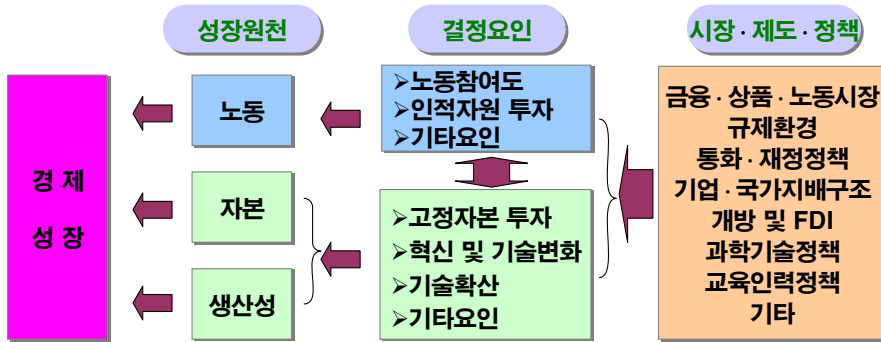 성장원천
결정요인
시장 · 제도 · 정책
경 제
성 장
노동
자본
생산성
➢노동참여도
➢인적자원 투자
➢기타요인
➢고정자본 투자
➢혁신 및 기술변화
➢기술확산
➢기타요인
금융 · 상품 · 노동시장
규제환경
통화 · 재정정책
기업 · 국가지배구조
개방 및 FDI
과학기술정책
교육인력정책
기타